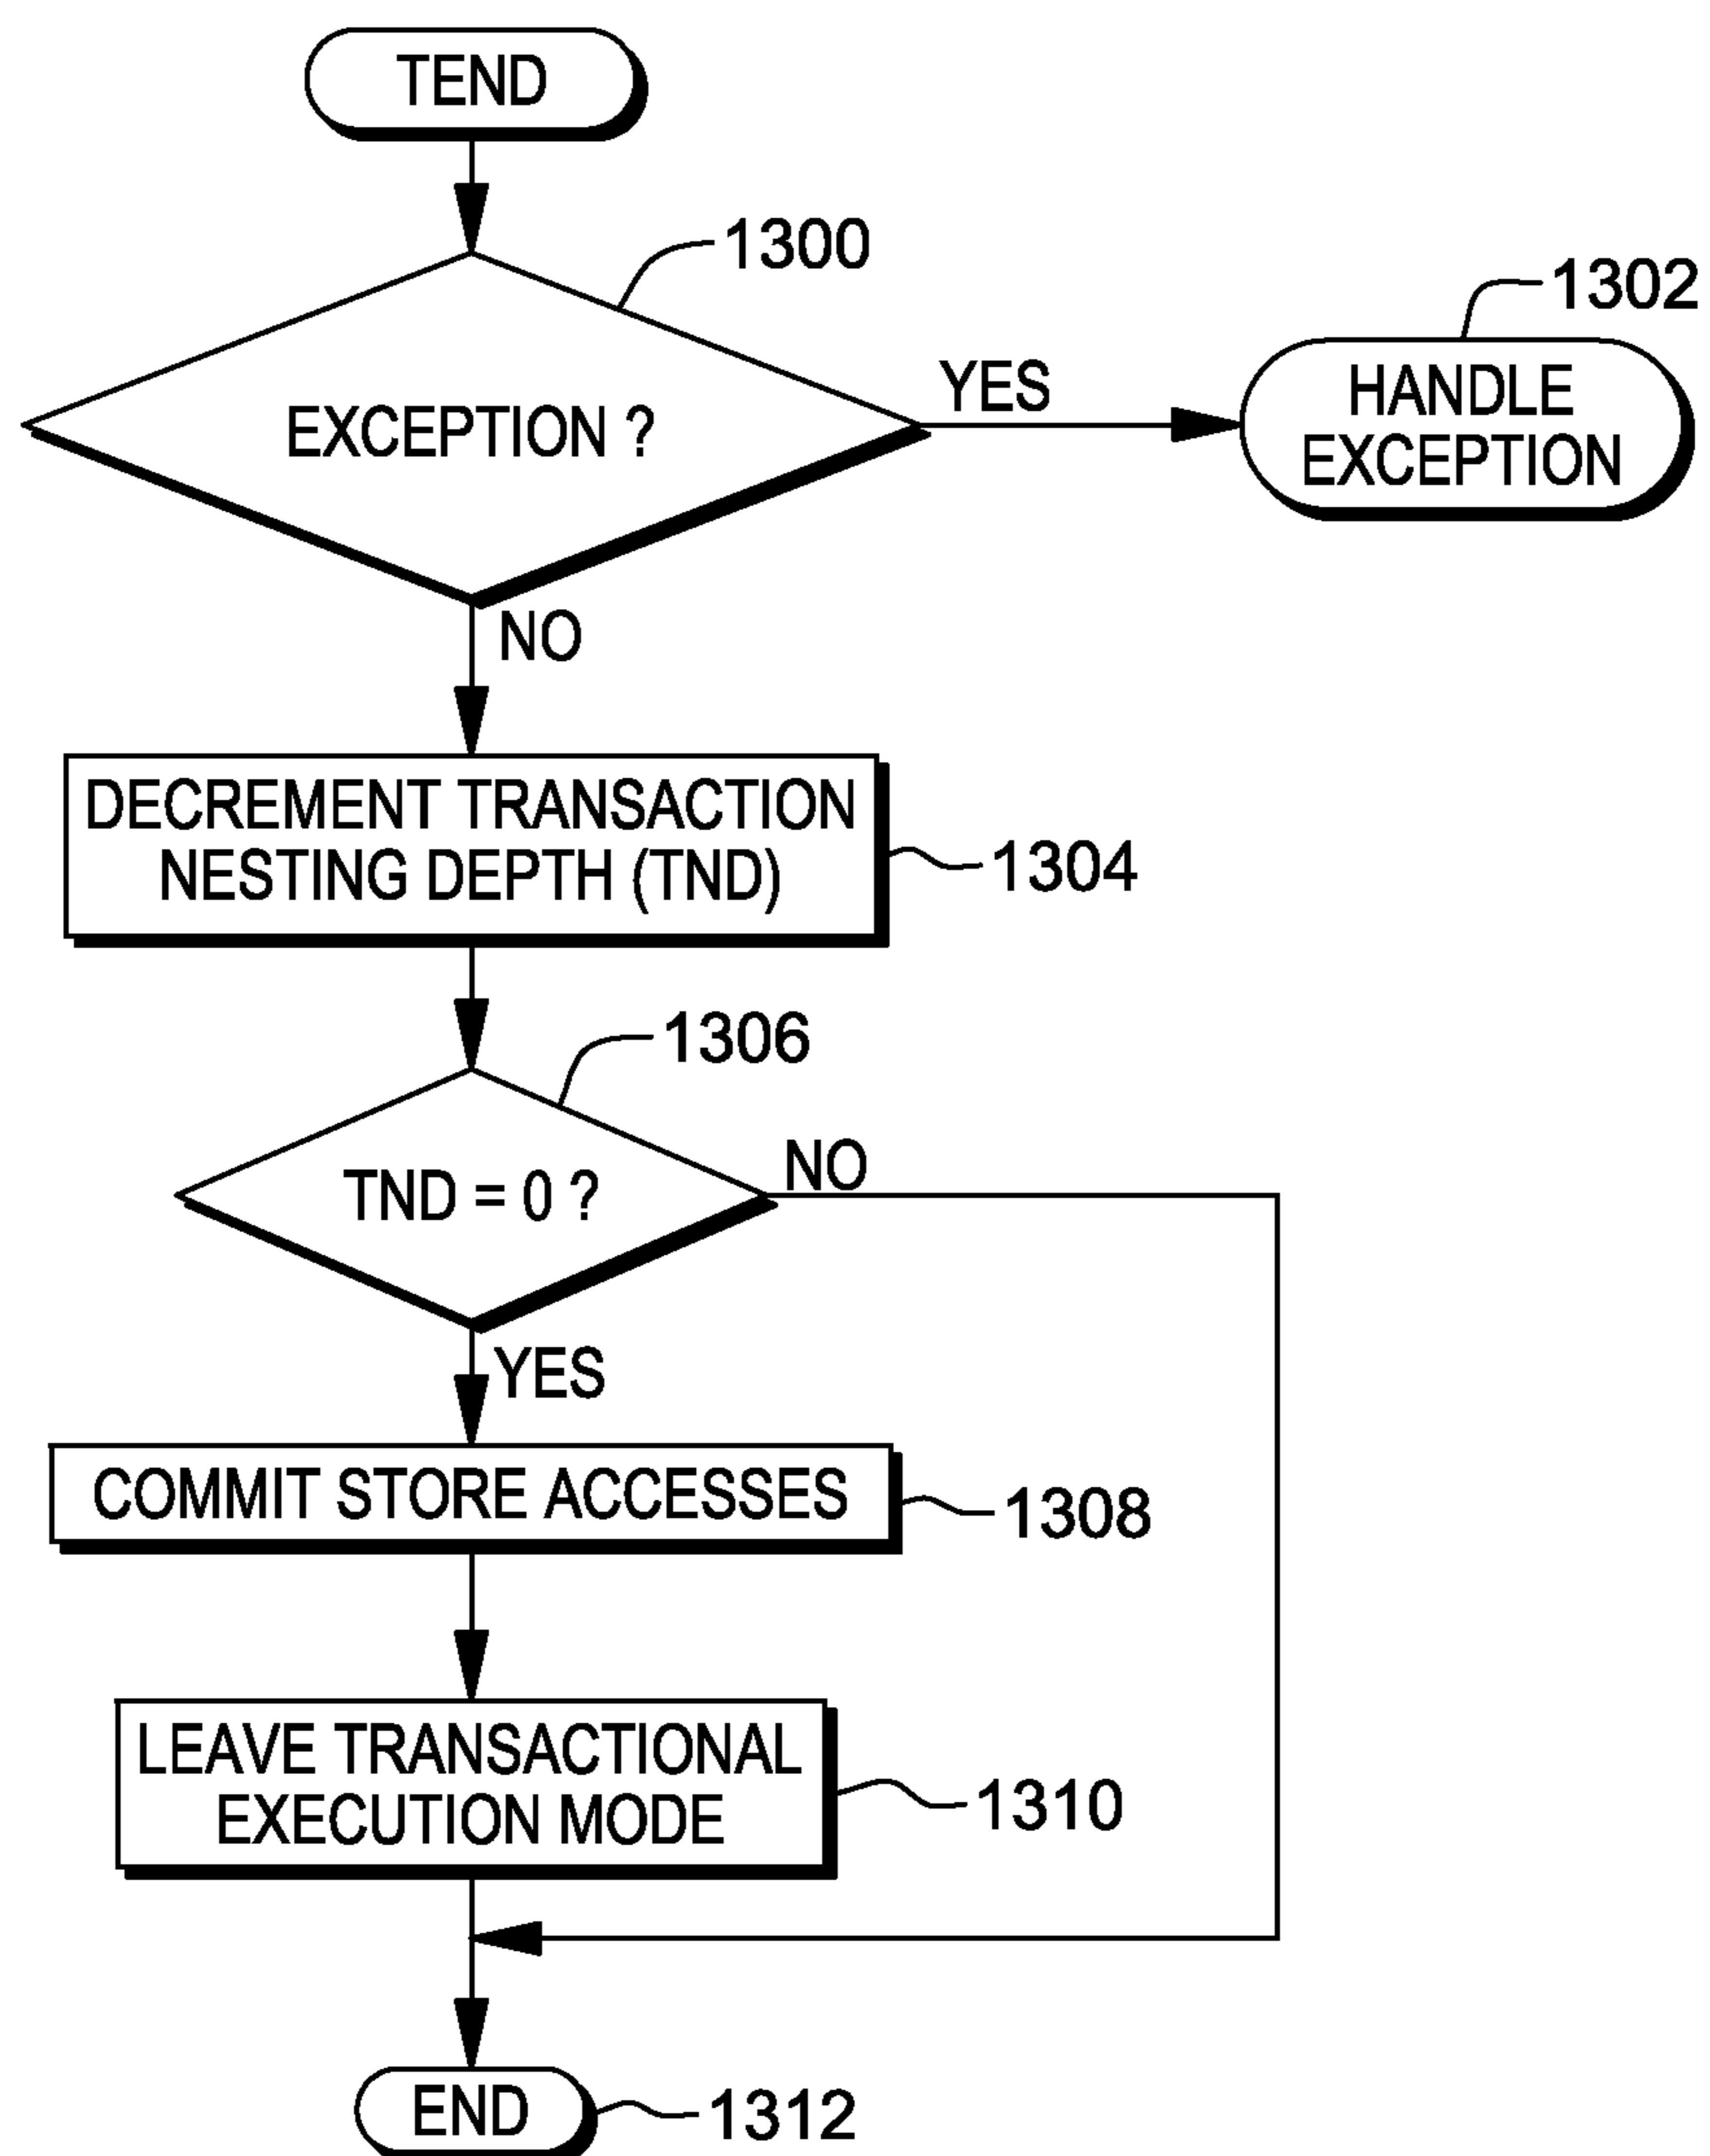 TEND
1300
1302
EXCEPTION ?
YES
HANDLE
EXCEPTION
NO
DECREMENT TRANSACTION
NESTING DEPTH (TND)
1304
1306
TND = 0 ?
NO
YES
COMMIT STORE ACCESSES
1308
LEAVE TRANSACTIONAL
EXECUTION MODE
1310
END
1312